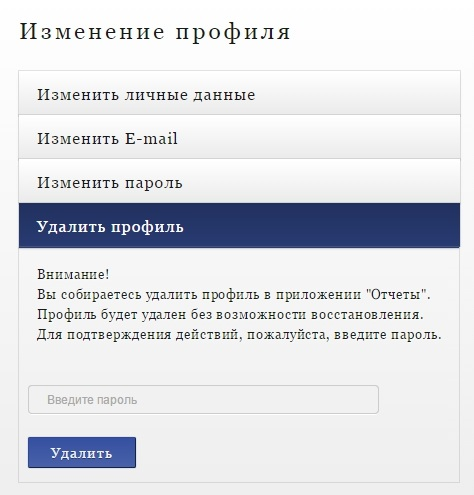 Изменение профиля
Изменить личные данные
Изменить E-mail
Изменить пароль
Удалить профиль
Внимание!
Вы собираетесь удалить профиль в приложении "Отчеты".
Профиль будет удален без возможности восстановления.
Для подтверждения действий, пожалуйста, введите пароль.
Введите пароль
Удалить